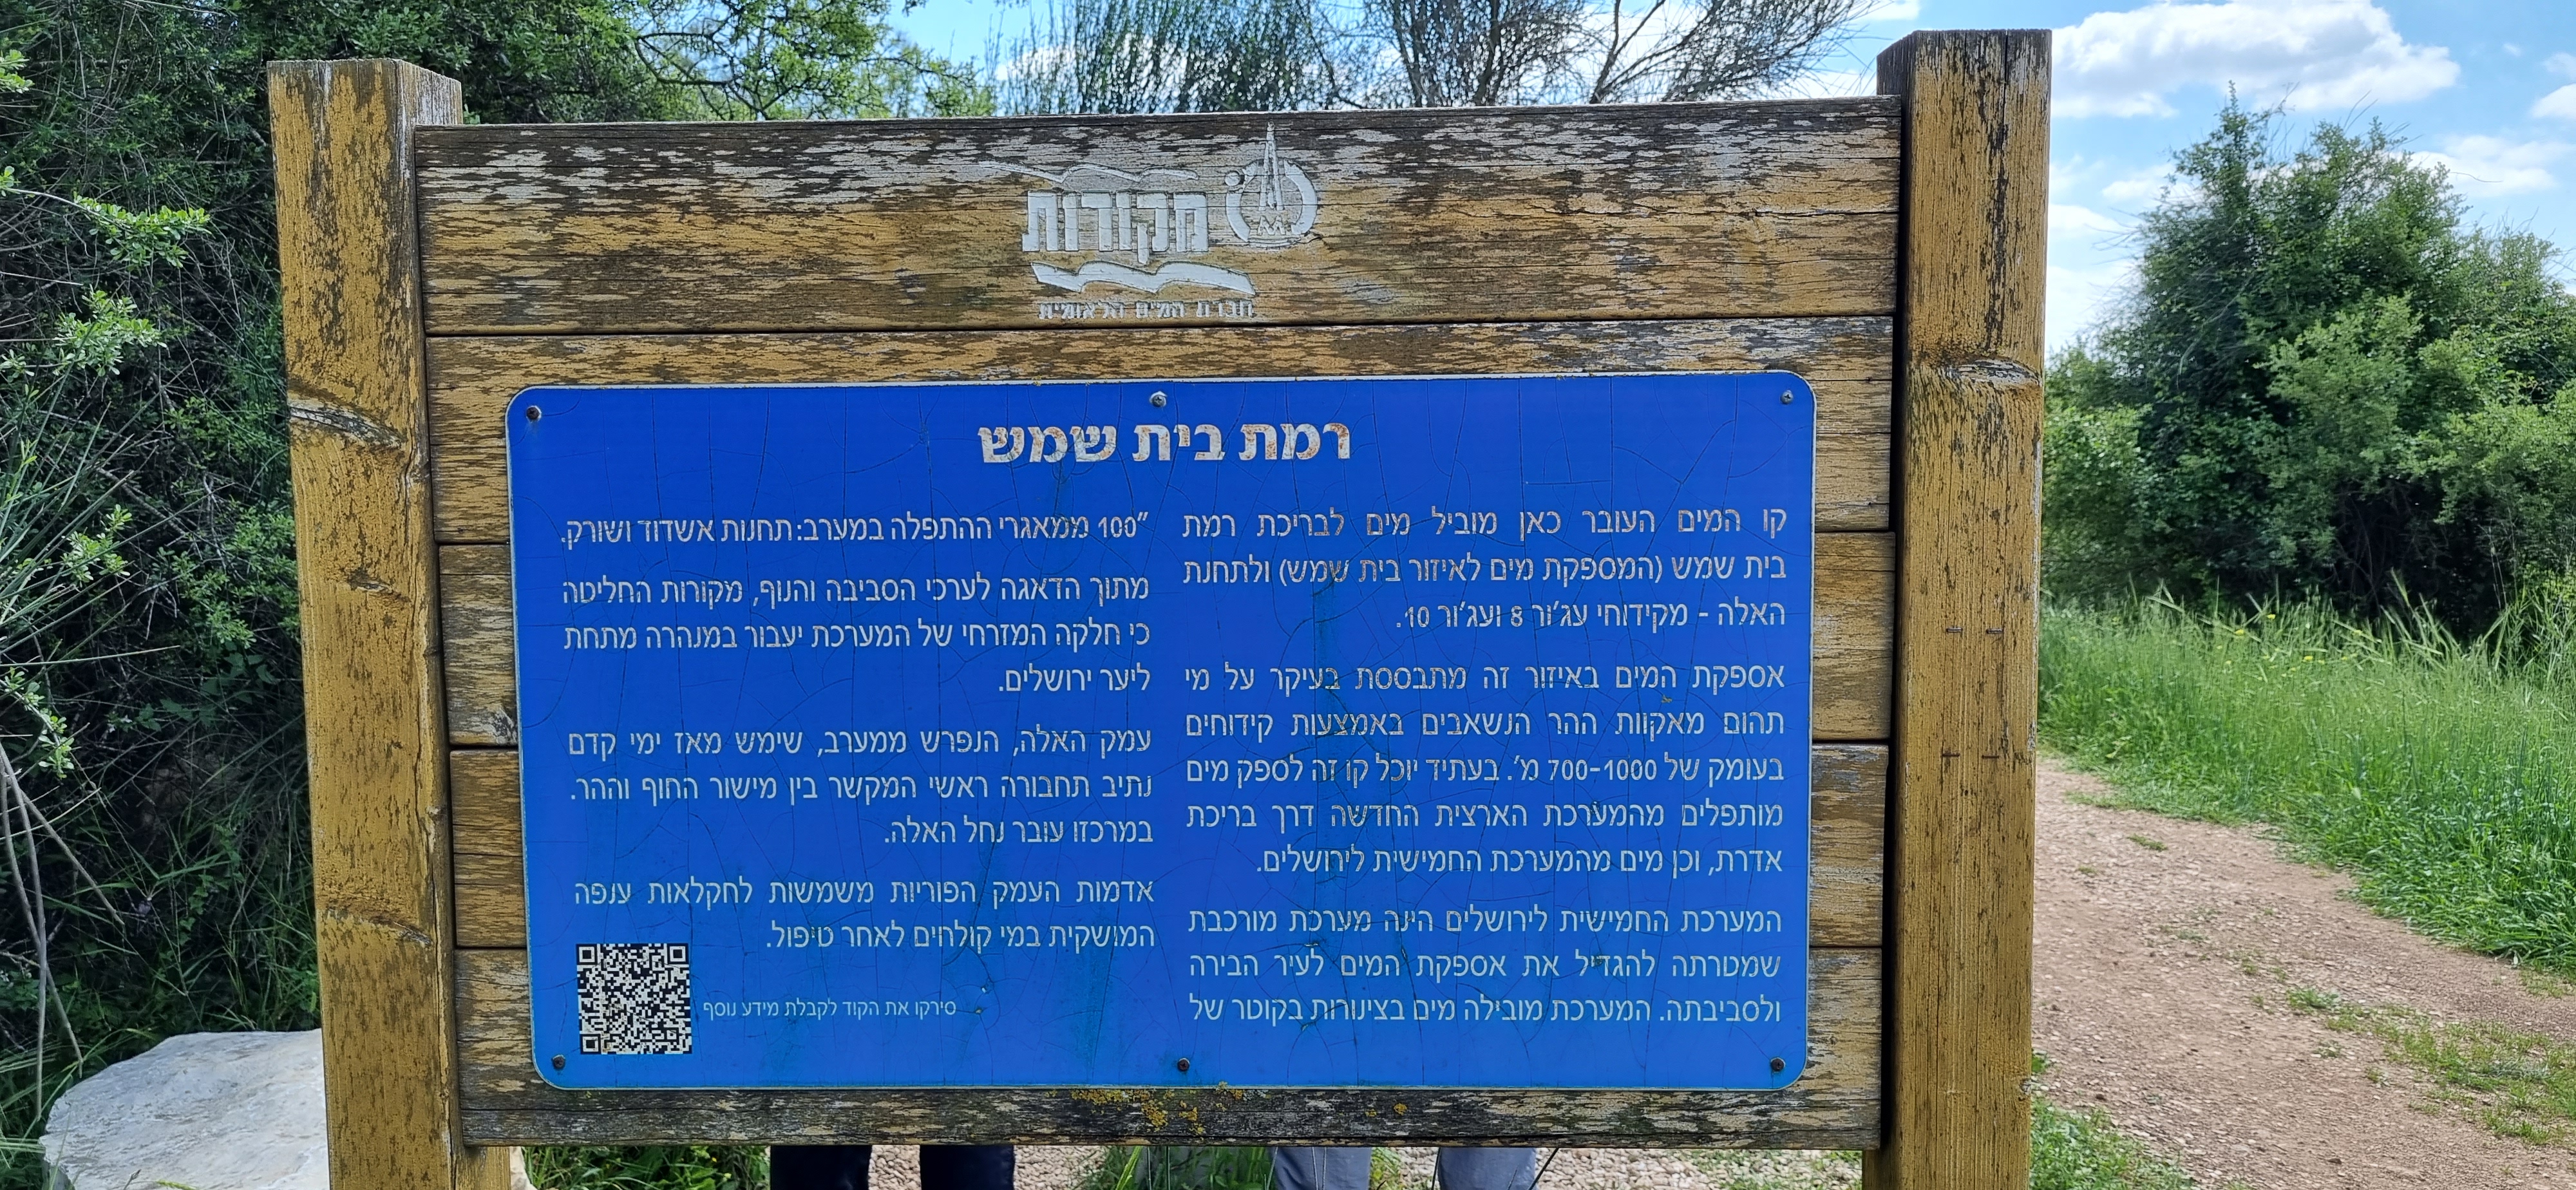 מקורות
חברת המים הלאומית
רמת בית שמש
קו המים העובר כאן מוביל מים לבריכת רמת
בית שמש (המספקת מים לאיזור בית שמש) ולתחנת
האלה - מקידוחי עג'ור 8 ועג'ור 10.
אספקת המים באיזור זה מתבססת בעיקר על מי
תהום מאקוות ההר הנשאבים באמצעות קידוחים
בעומק של 700-1000 מ'. בעתיד יוכל קו זה לספק מים
מותפלים מהמערכת הארצית החדשה דרך בריכת
אדרת, וכן מים מהמערכת החמישית לירושלים.
המערכת החמישית לירושלים הינה מערכת מורכבת
שמטרתה להגדיל את אספקת המים לעיר הבירה
ולסביבתה. המערכת מובילה מים בצינורית בקוטר של
100" ממאגרי ההתפלה במערב: תחנות אשדוד ושורק.
מתוך הדאגה לערכי הסביבה והנוף, מקורות החליטה
כי חלקה המזרחי של המערכת יעבור במנהרה מתחת
ליער ירושלים.
עמק האלה, הנפרש ממערב, שימש מאז ימי קדם
נתיב תחבורה ראשי המקשר בין מישור החוף וההר.
במרכזו עובר נחל האלה.
אדמות העמק הפוריות משמשות לחקלאות ענפה
המושקית במי קולחים לאחר טיפול.
סירקו את הקוד לקבלת מידע נוסף